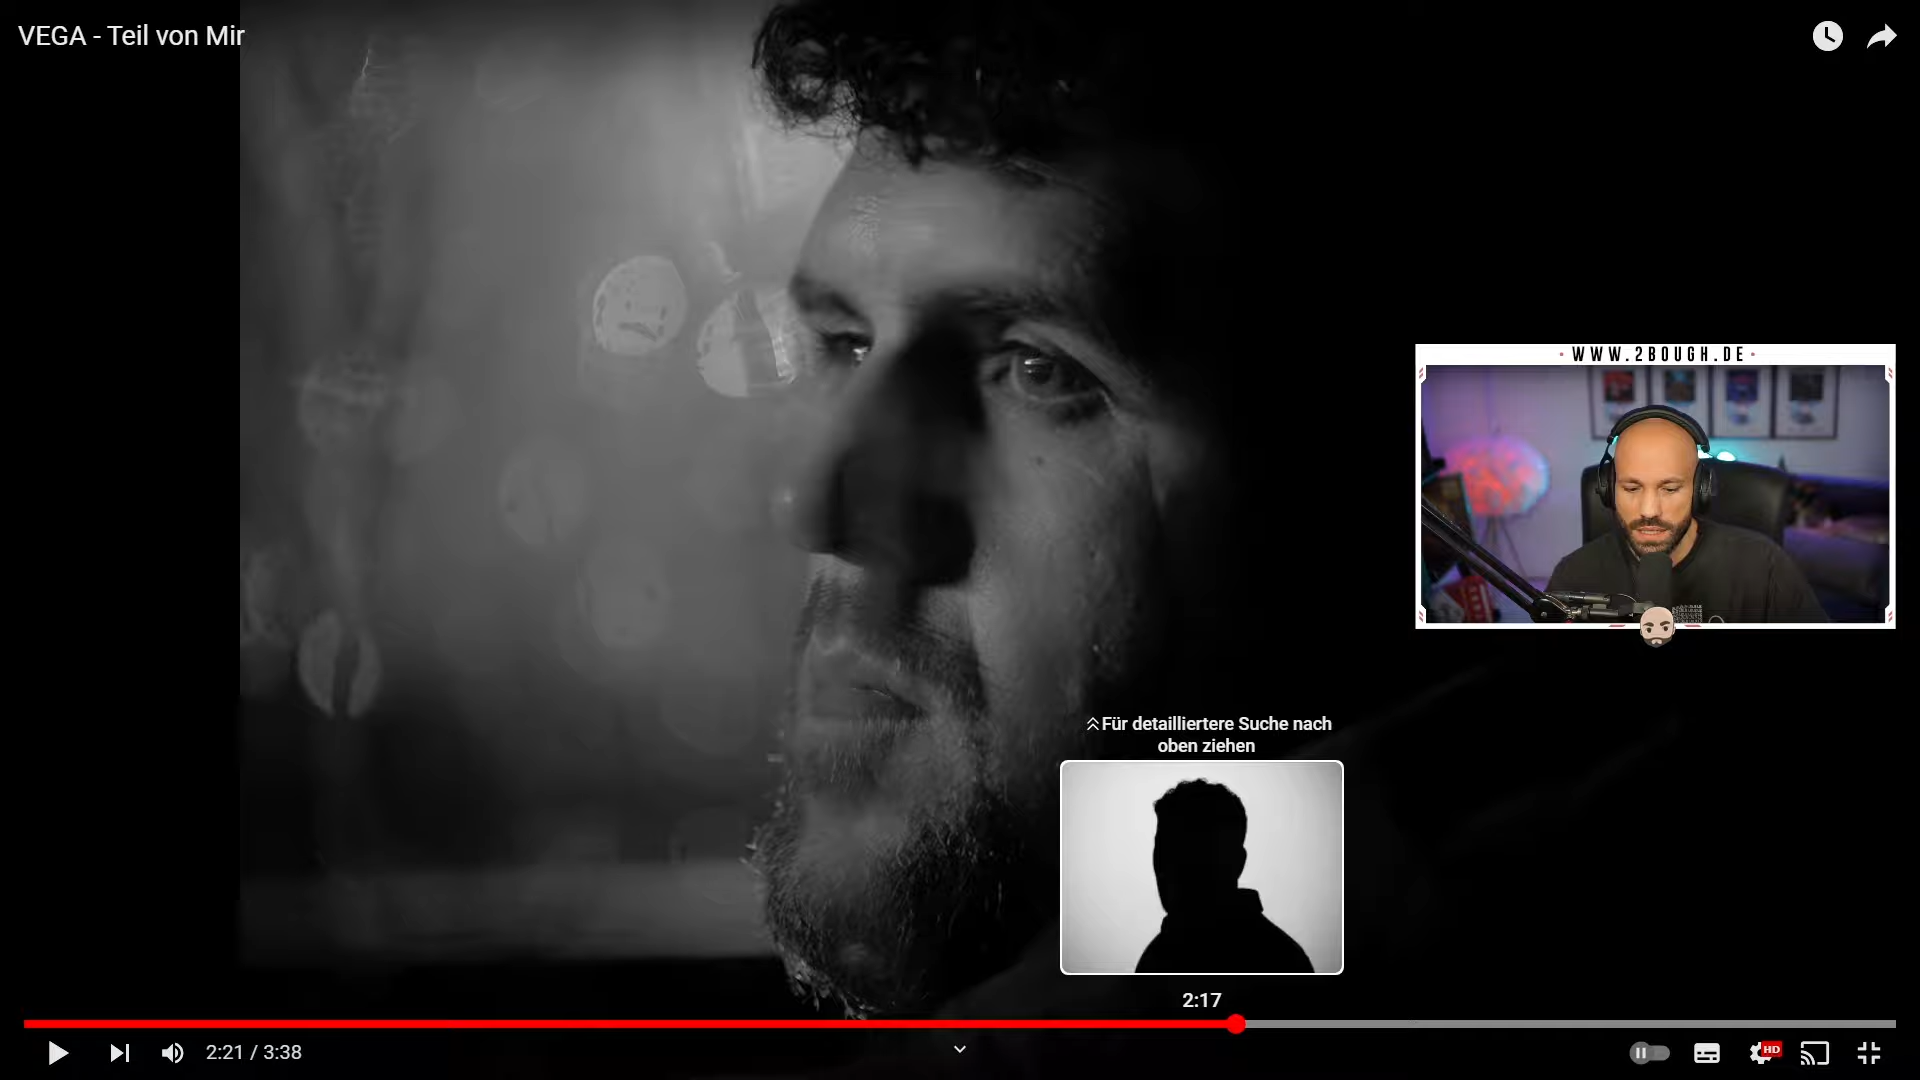 VEGA - Teil von Mir
WWW.2BOUGH.DE
Für detailliertere Suche nach
oben ziehen
2:17
2:21 / 3:38
HD